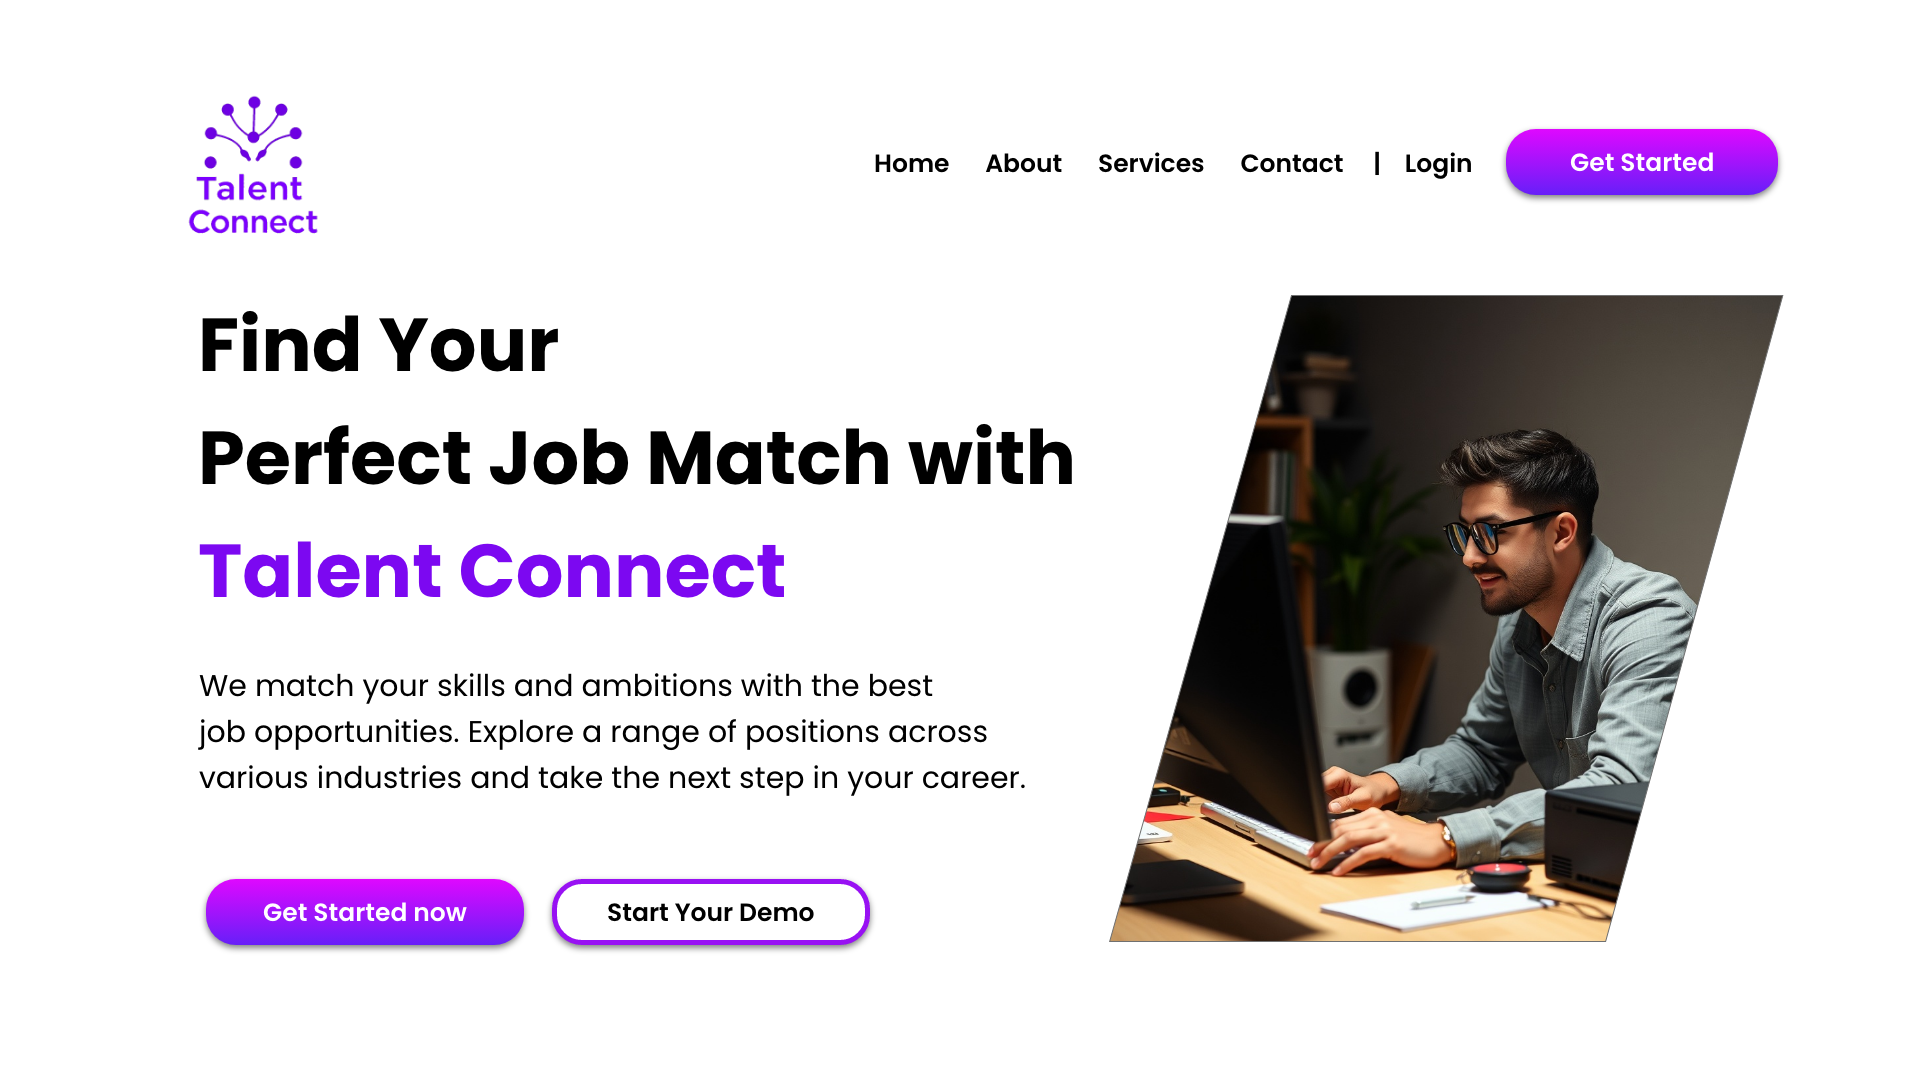 Talent
Connect
Home About Services Contact | Login Get Started
Find Your
Perfect Job Match with
Talent Connect
We match your skills and ambitions with the best
job opportunities. Explore a range of positions across
various industries and take the next step in your career.
Get Started now Start Your Demo